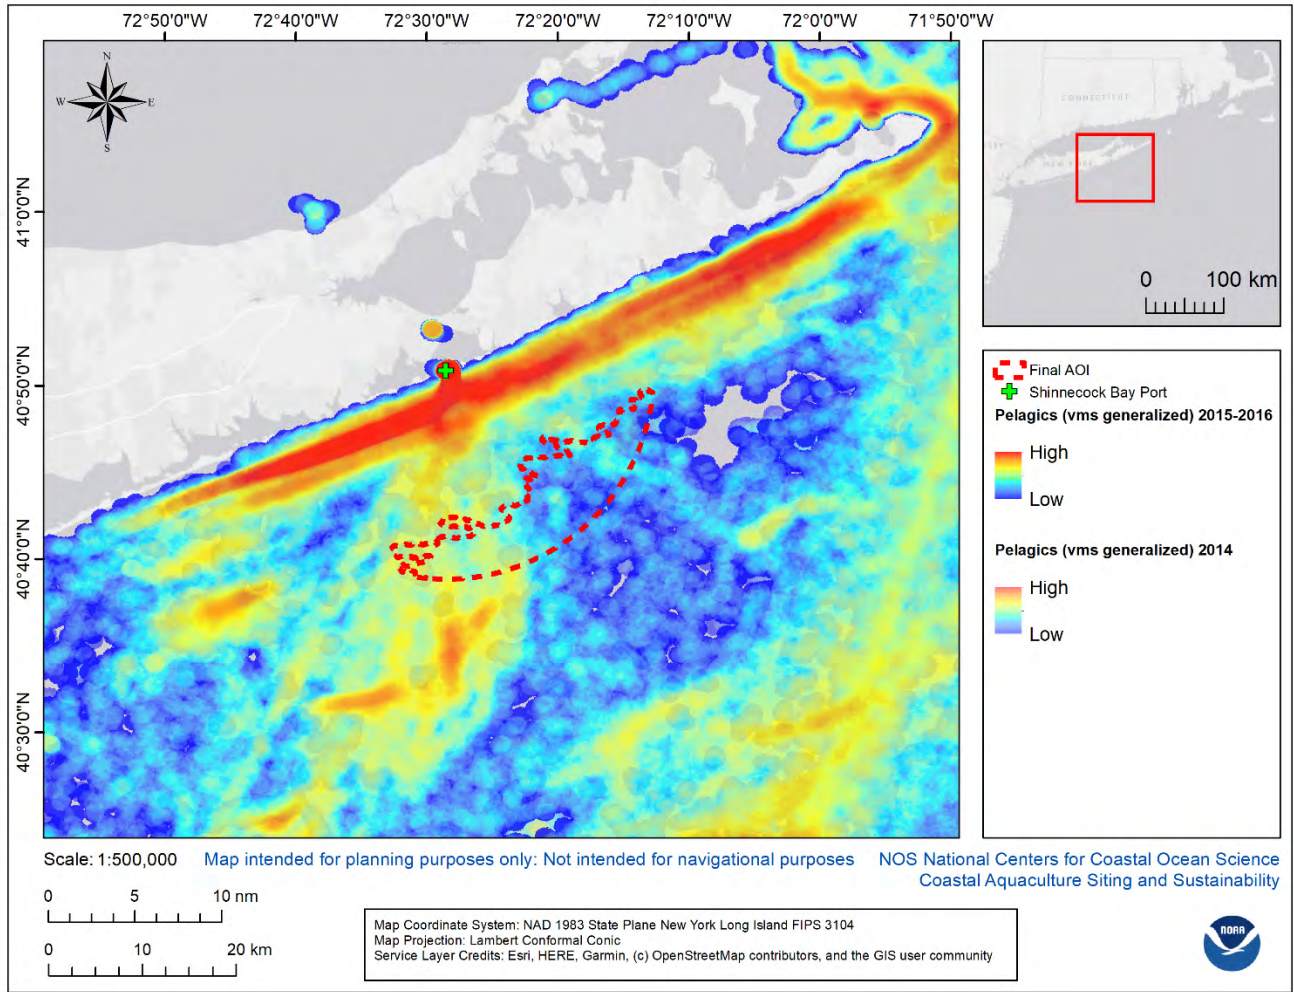 72°50'0"W 72°40'0"W 72°30'0"W 72°20'0"W 72°10'0"W 72°0'0"W 71°50'0"W
N
W E
S
41°0'0"N
40°50'0"N
40°40'0"N
40°30'0"N
CONNECTICUT
NEW YORK
0 100 km
Final AOI
Shinnecock Bay Port
Pelagics (vms generalized) 2015-2016
High
Low
Pelagics (vms generalized) 2014
High
Low
Scale: 1:500,000 Map intended for planning purposes only: Not intended for navigational purposes
NOS National Centers for Coastal Ocean Science
Coastal Aquaculture Siting and Sustainability
0 5 10 nm
0 10 20 km
Map Coordinate System: NAD 1983 State Plane New York Long Island FIPS 3104
Map Projection: Lambert Conformal Conic
Service Layer Credits: Esri, HERE, Garmin, (c) OpenStreetMap contributors, and the GIS user community
NOAA